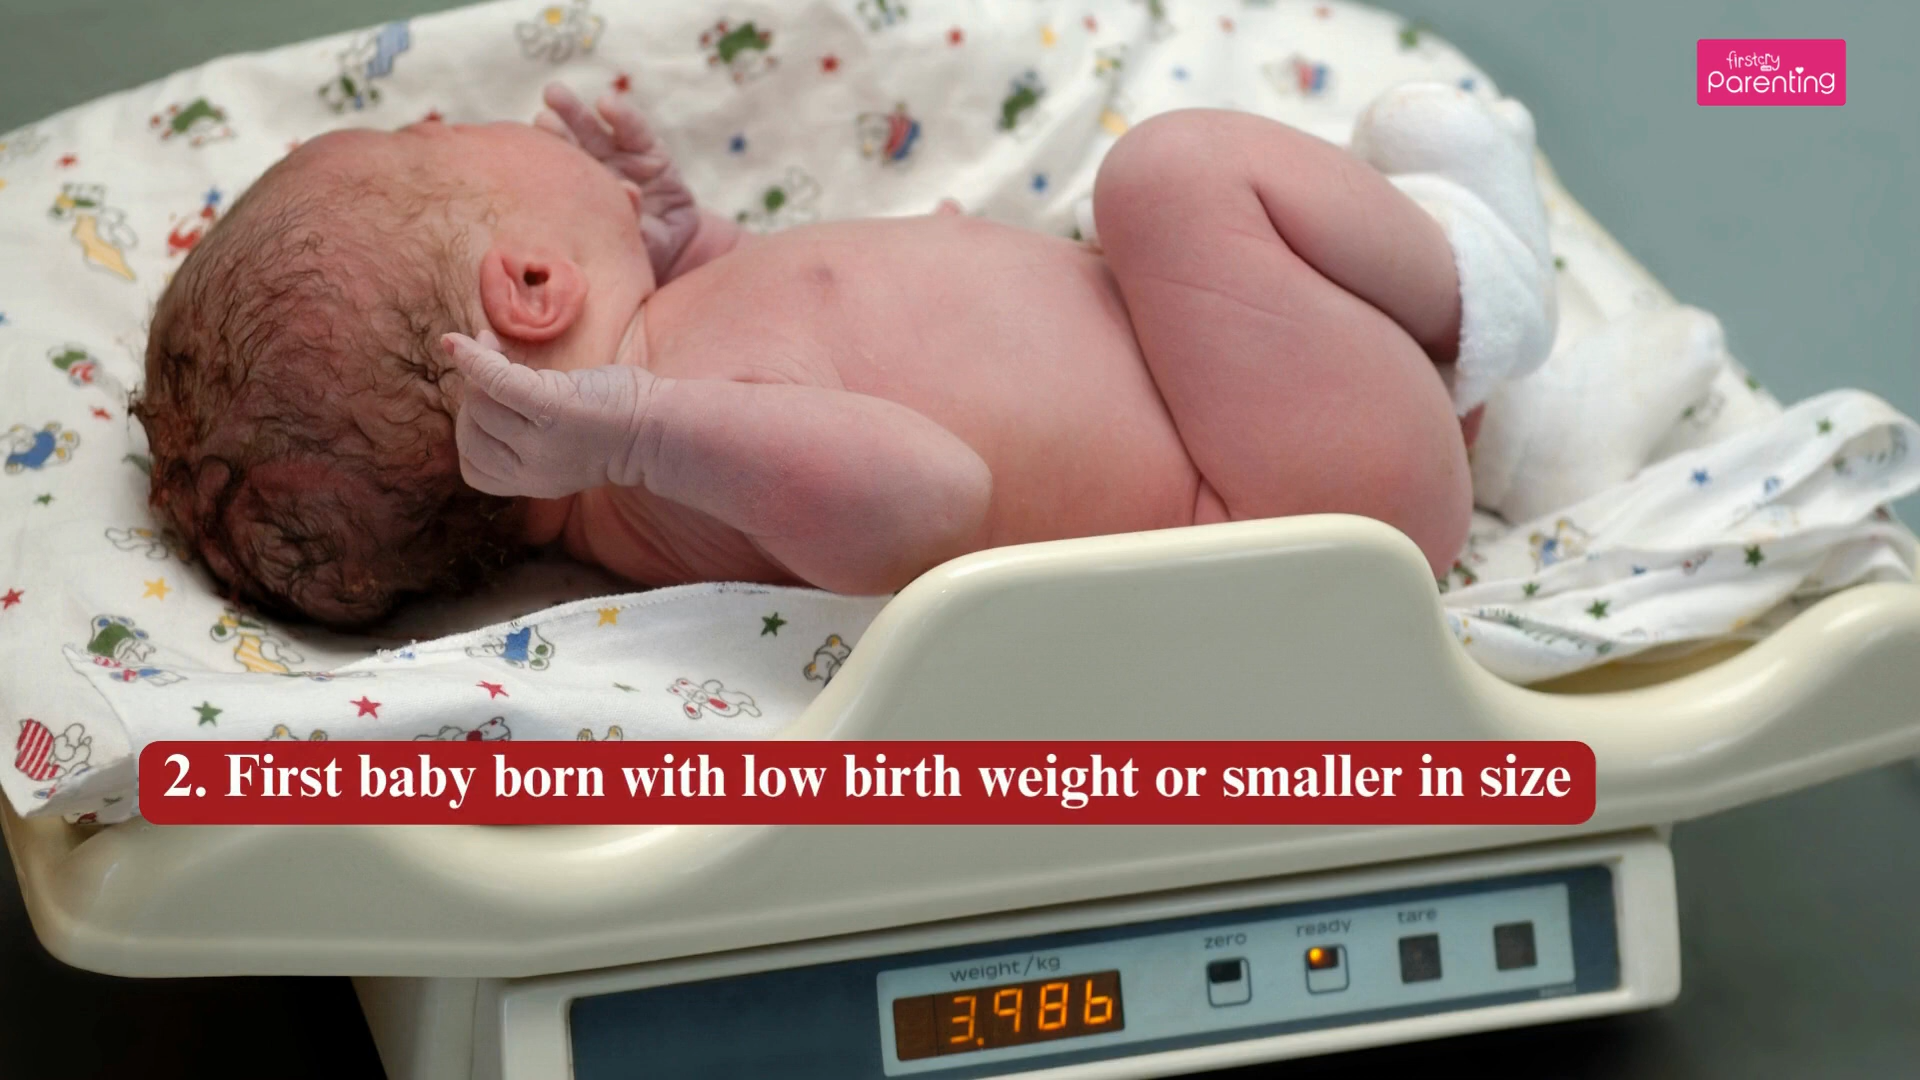 firstcry
Parenting
2. First baby born with low birth weight or smaller in size
zero
ready
tare
weight/kg
3.986